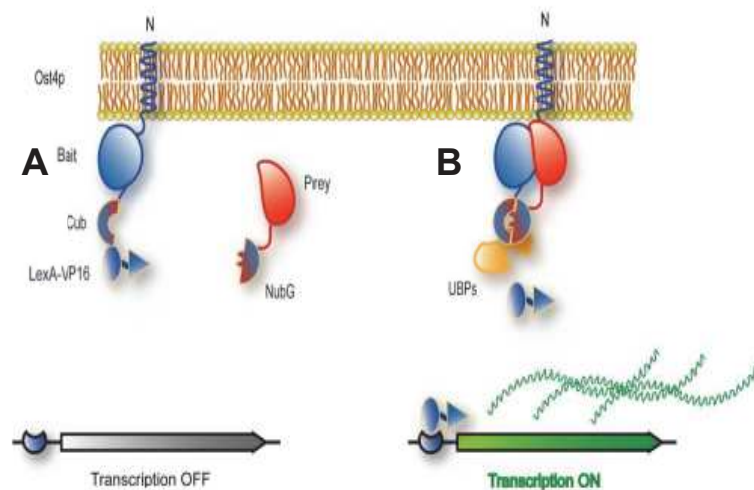 N
N
Ost4p
A
B
Bait
Prey
Cub
LexA-VP16
NubG
UBPs
Transcription OFF
Transcription ON